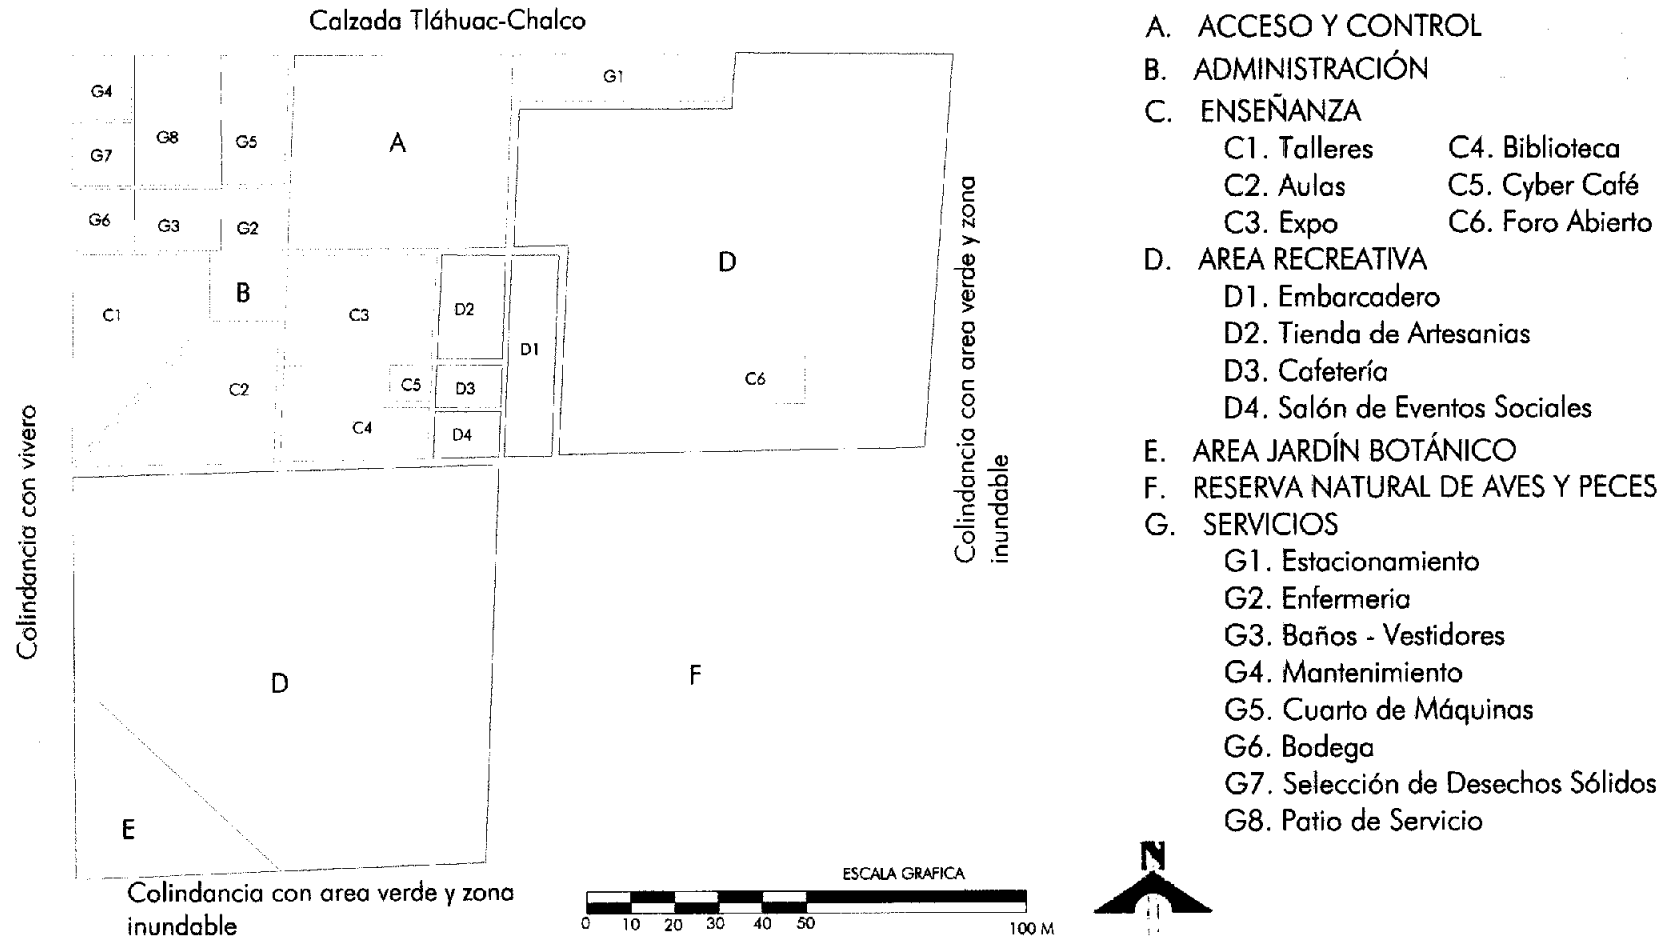 Calzada Tláhuac-Chalco
G4
G8
G5
G7
A
G1
G6
G3
G2
D
B
C1
C3
D2
D1
C2
C5
D3
C6
C4
D4
D
F
E
Colindancia con vivero
Colindancia con area verde y zona
inundable
Colindancia con area verde y zona
inundable
ESCALA GRAFICA
0 10 20 30 40 50 100 M
A. ACCESO Y CONTROL
B. ADMINISTRACIÓN
C. ENSEÑANZA
C1. Talleres C4. Biblioteca
C2. Aulas C5. Cyber Café
C3. Expo C6. Foro Abierto
D. AREA RECREATIVA
D1. Embarcadero
D2. Tienda de Artesanias
D3. Cafetería
D4. Salón de Eventos Sociales
E. AREA JARDÍN BOTÁNICO
F. RESERVA NATURAL DE AVES Y PECES
G. SERVICIOS
G1. Estacionamiento
G2. Enfermeria
G3. Baños - Vestidores
G4. Mantenimiento
G5. Cuarto de Máquinas
G6. Bodega
G7. Selección de Desechos Sólidos
G8. Patio de Servicio
N